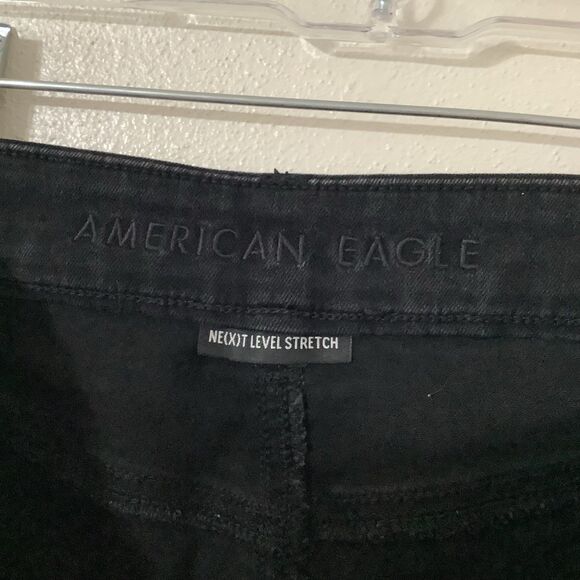 AMERICAN EAGLE
NE(X)T LEVEL STRETCH